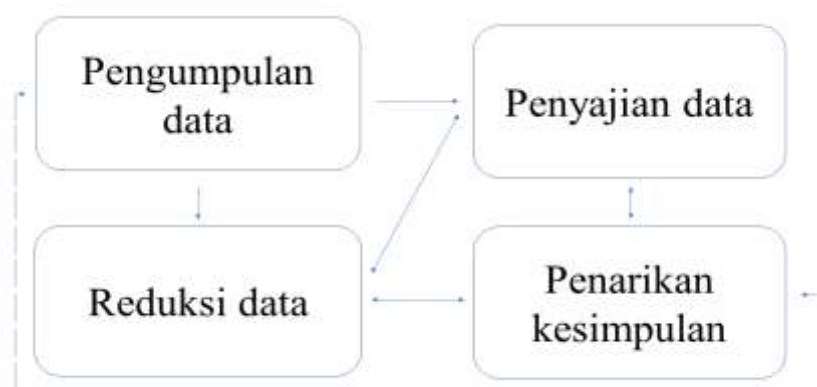 Pengumpulan
data
Penyajian data
Reduksi data
Penarikan
kesimpulan